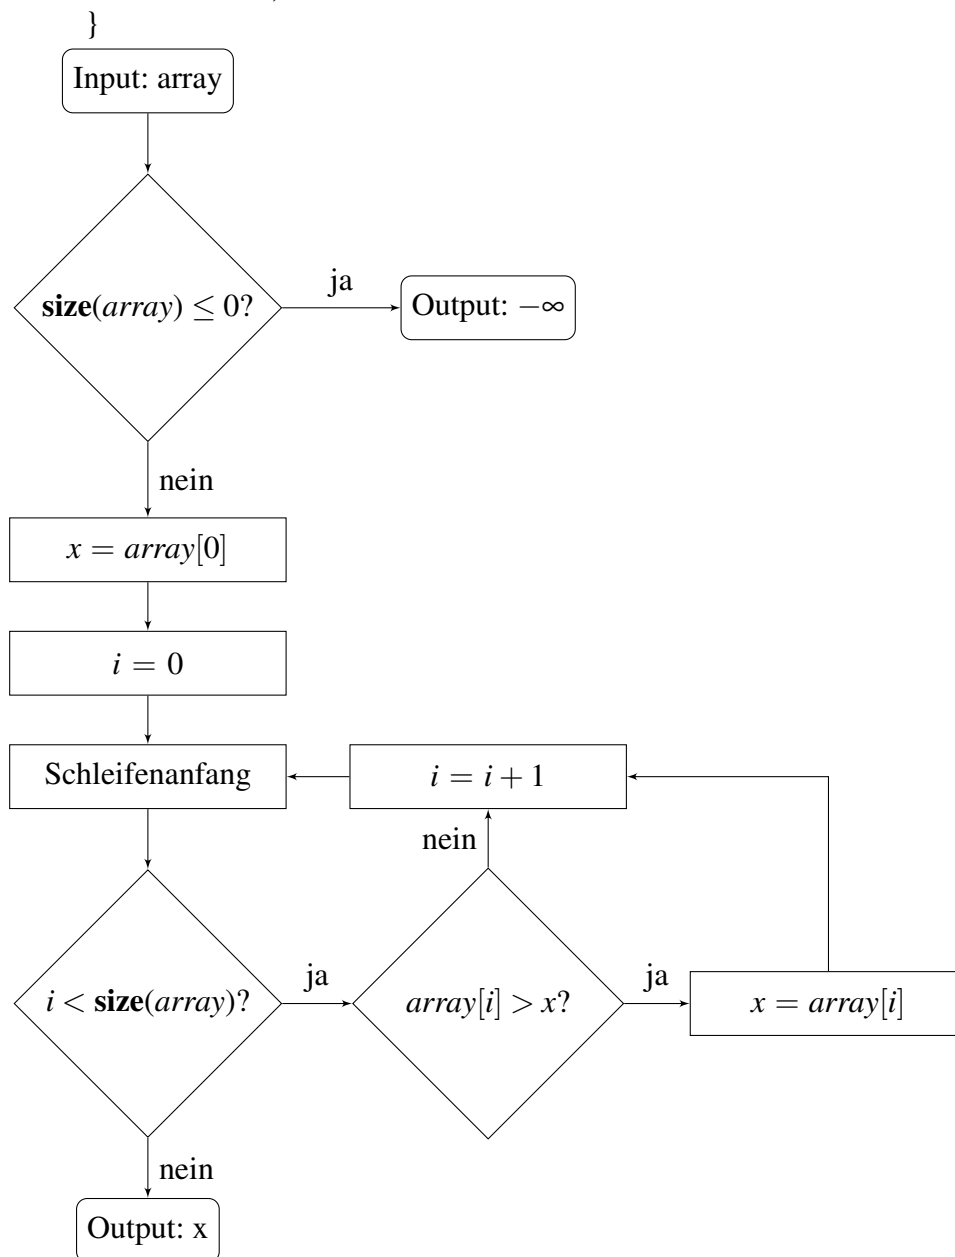 }
Input: array
size(array) ≤ 0?
ja
Output: −∞
nein
x = array[0]
i = 0
Schleifenanfang
i = i + 1
nein
i < size(array)?
ja
array[i] > x?
ja
x = array[i]
nein
Output: x